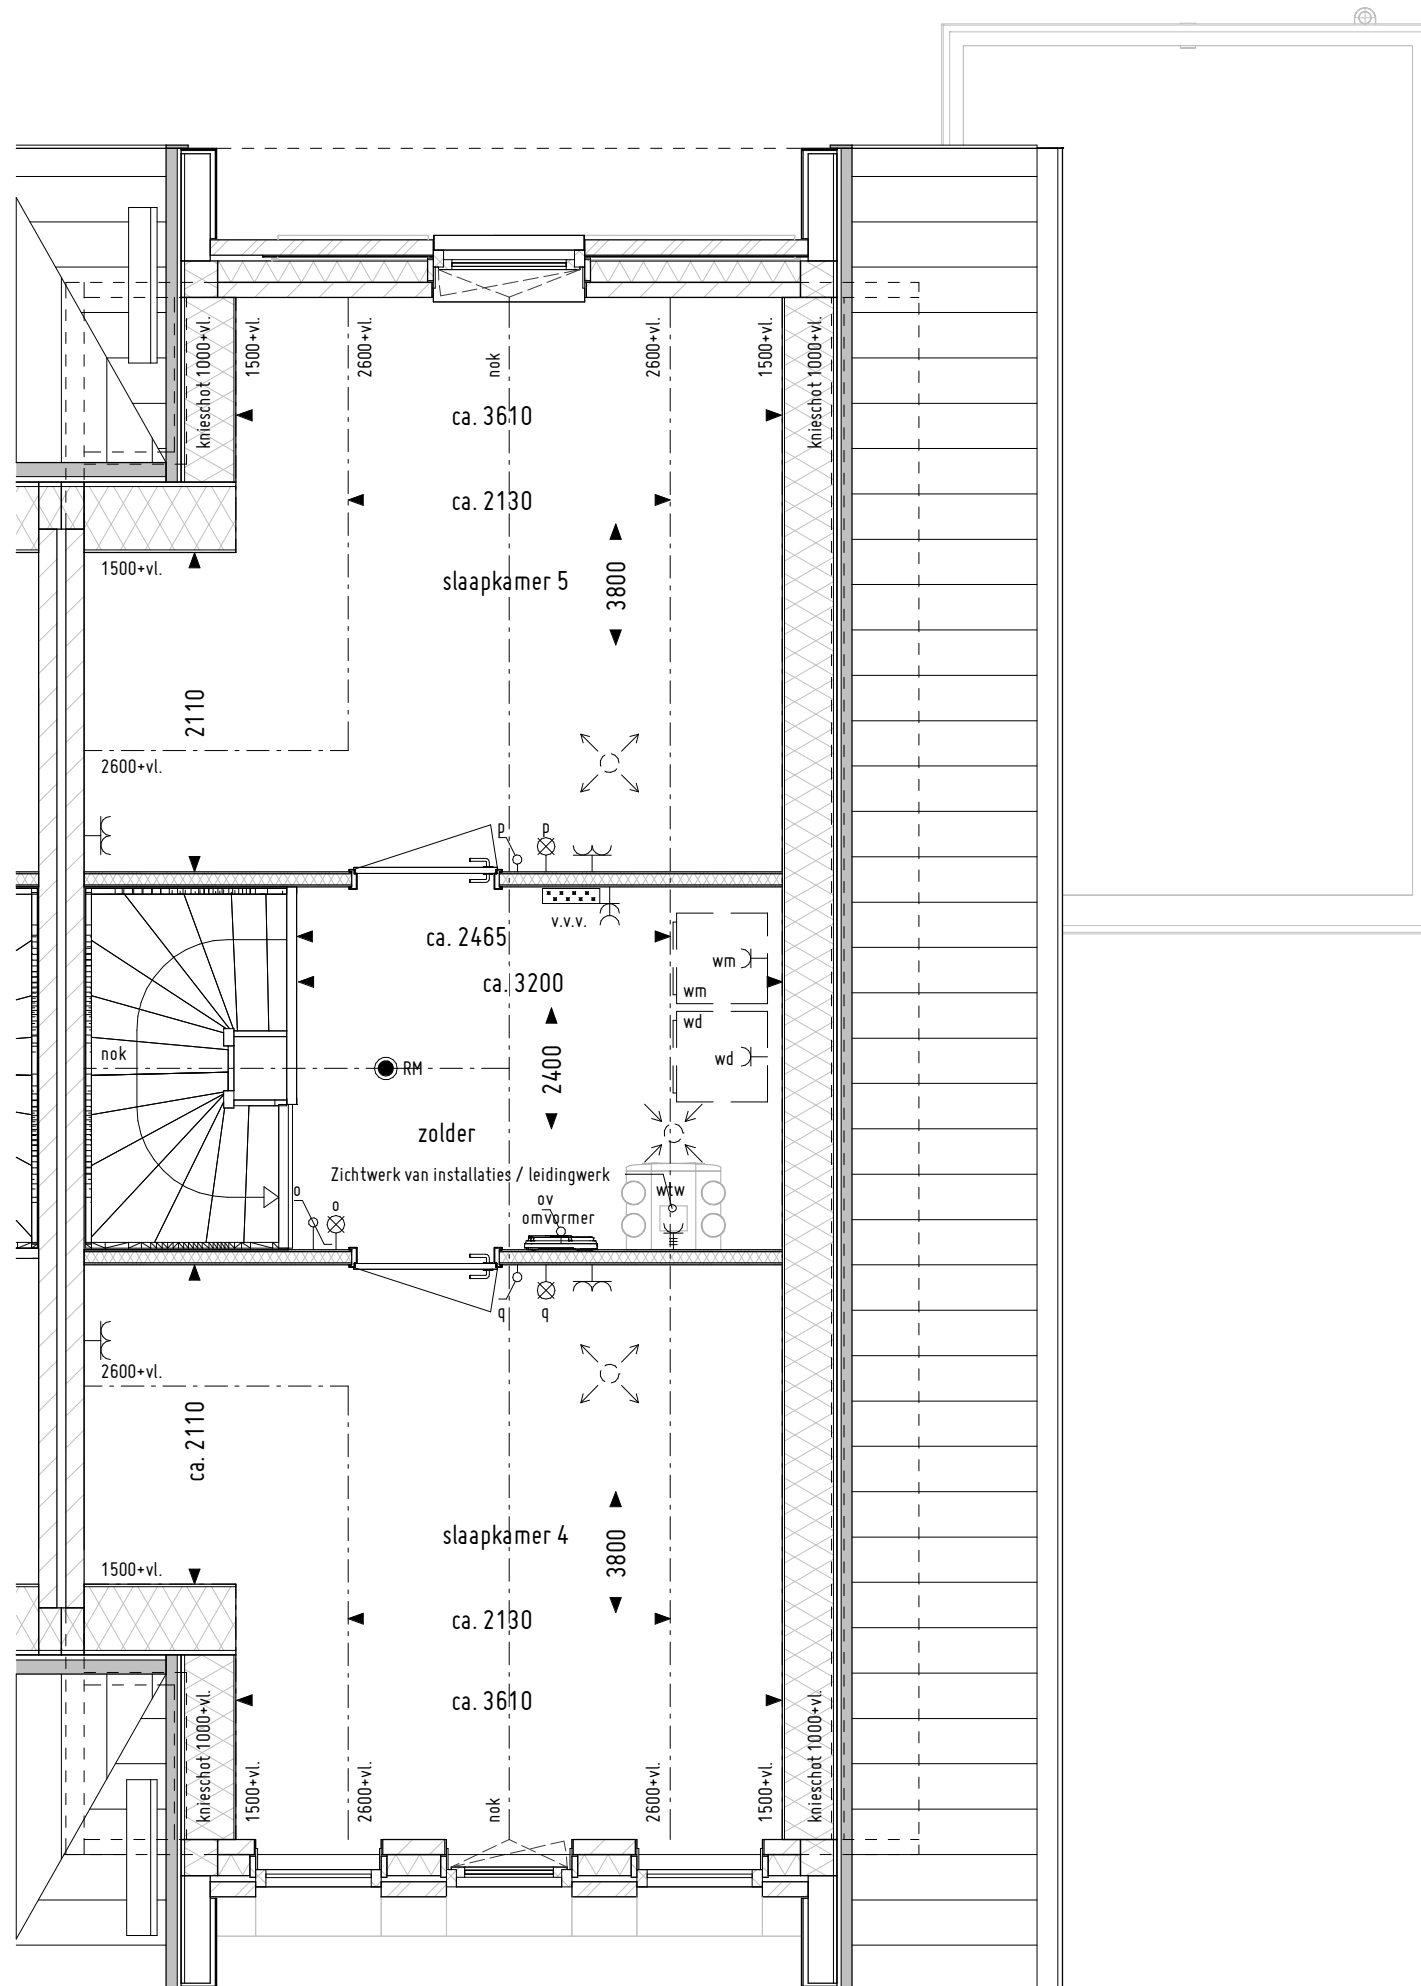 knieschot 1000+vl.
1500+vl.
2600+vl.
nok
2600+vl.
1500+vl.
knieschot 1000+vl.
ca. 3610
ca. 2130
1500+vl.
slaapkamer 5
3800
2110
2600+vl.
p
p
v.v.v.
ca. 2465
ca. 3200
wm
wm
wd
wd
nok
RM
2400
zolder
Zichtwerk van installaties / leidingwerk
wtw
o
o
ov
omvormer
q
q
2600+vl.
ca. 2110
slaapkamer 4
3800
1500+vl.
ca. 2130
ca. 3610
knieschot 1000+vl.
1500+vl.
2600+vl.
nok
2600+vl.
1500+vl.
knieschot 1000+vl.